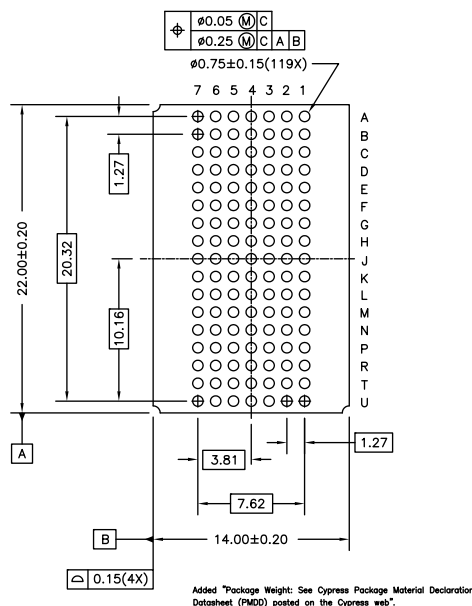 ø0.05 Ⓜ C
ø0.25 Ⓜ C A B
ø0.75±0.15(119X)
7 6 5 4 3 2 1
A
B
C
D
E
F
G
H
J
K
L
M
N
P
R
T
U
1.27
20.32
22.00±0.20
10.16
A
1.27
3.81
7.62
B
14.00±0.20
0.15(4X)
Added "Package Weight: See Cypress Package Material Declaration
Datasheet (PMDD) posted on the Cypress web".